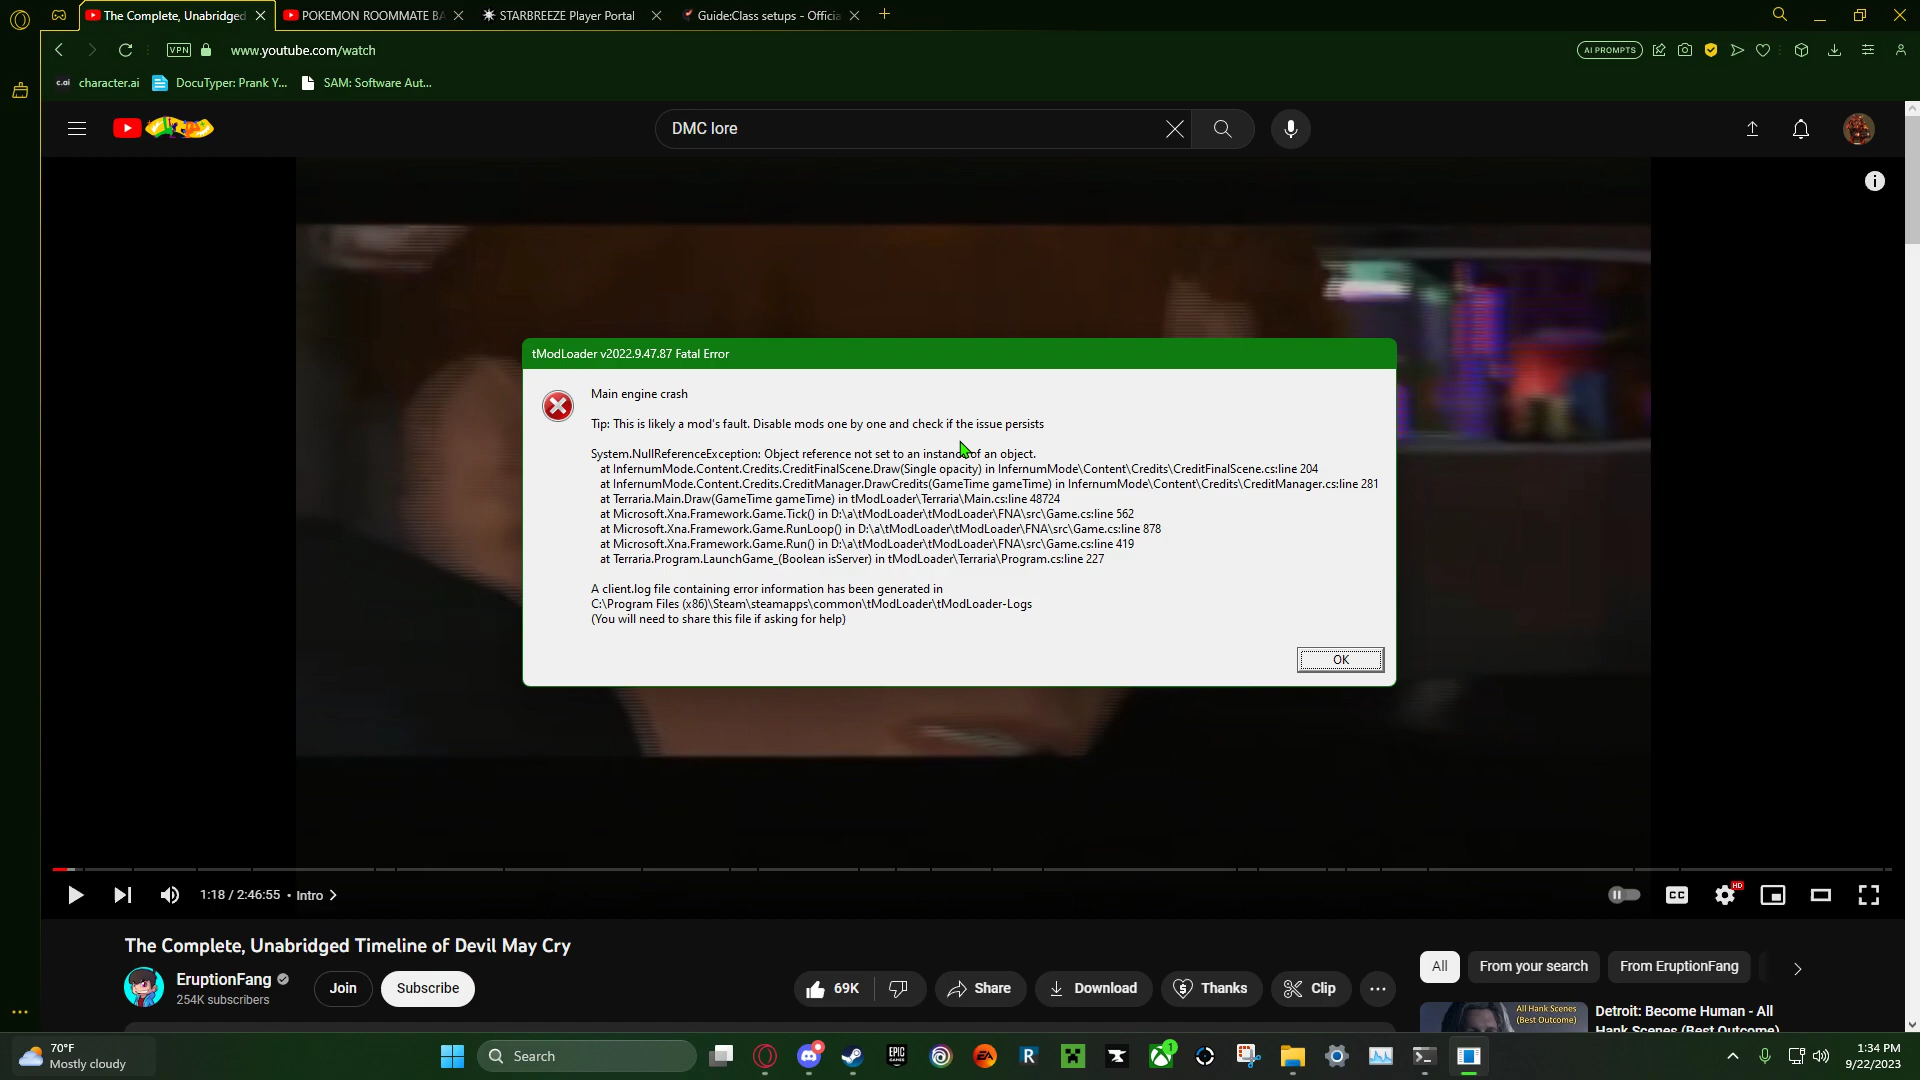 The Complete, Unabridged
POKEMON ROOMMATE BA
STARBREEZE Player Portal
Guide:Class setups - Officia
VPN
www.youtube.com/watch
AI PROMPTS
c.ai character.ai
DocuTyper: Prank Y...
SAM: Software Aut...
DMC lore
tModLoader v2022.9.47.87 Fatal Error
Main engine crash
Tip: This is likely a mod's fault. Disable mods one by one and check if the issue persists
System.NullReferenceException: Object reference not set to an instance of an object.
at InfernumMode.Content.Credits.CreditFinalScene.Draw(Single opacity) in InfernumMode\Content\Credits\CreditFinalScene.cs:line 204
at InfernumMode.Content.Credits.CreditManager.DrawCredits(GameTime gameTime) in InfernumMode\Content\Credits\CreditManager.cs:line 281
at Terraria.Main.Draw(GameTime gameTime) in tModLoader\Terraria\Main.cs:line 48724
at Microsoft.Xna.Framework.Game.Tick() in D:\a\tModLoader\tModLoader\FNA\src\Game.cs:line 562
at Microsoft.Xna.Framework.Game.RunLoop() in D:\a\tModLoader\tModLoader\FNA\src\Game.cs:line 878
at Microsoft.Xna.Framework.Game.Run() in D:\a\tModLoader\tModLoader\FNA\src\Game.cs:line 419
at Terraria.Program.LaunchGame_(Boolean isServer) in tModLoader\Terraria\Program.cs:line 227
A client.log file containing error information has been generated in
C:\Program Files (x86)\Steam\steamapps\common\tModLoader\tModLoader-Logs
(You will need to share this file if asking for help)
OK
1:18 / 2:46:55 • Intro
CC
HD
The Complete, Unabridged Timeline of Devil May Cry
EruptionFang
254K subscribers
Join
Subscribe
69K
Share
Download
Thanks
Clip
All
From your search
From EruptionFang
All Hank Scenes
(Best Outcome)
Detroit: Become Human - All
Hank Scenes (Best Outcome)
70°F
Mostly cloudy
Search
EPIC
GAMES
EA
R
1
1:34 PM
9/22/2023